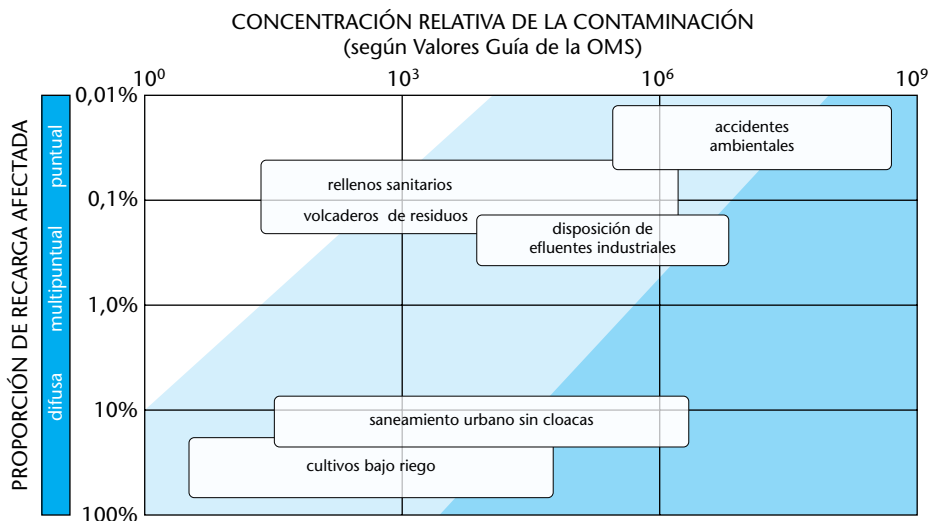 CONCENTRACIÓN RELATIVA DE LA CONTAMINACIÓN
(según Valores Guía de la OMS)
10⁰ 10³ 10⁶ 10⁹
PROPORCIÓN DE RECARGA AFECTADA
puntual
multipuntual
difusa
0,01%
0,1%
1,0%
10%
100%
accidentes
ambientales
rellenos sanitarios
volcaderos de residuos
disposición de
efluentes industriales
saneamiento urbano sin cloacas
cultivos bajo riego